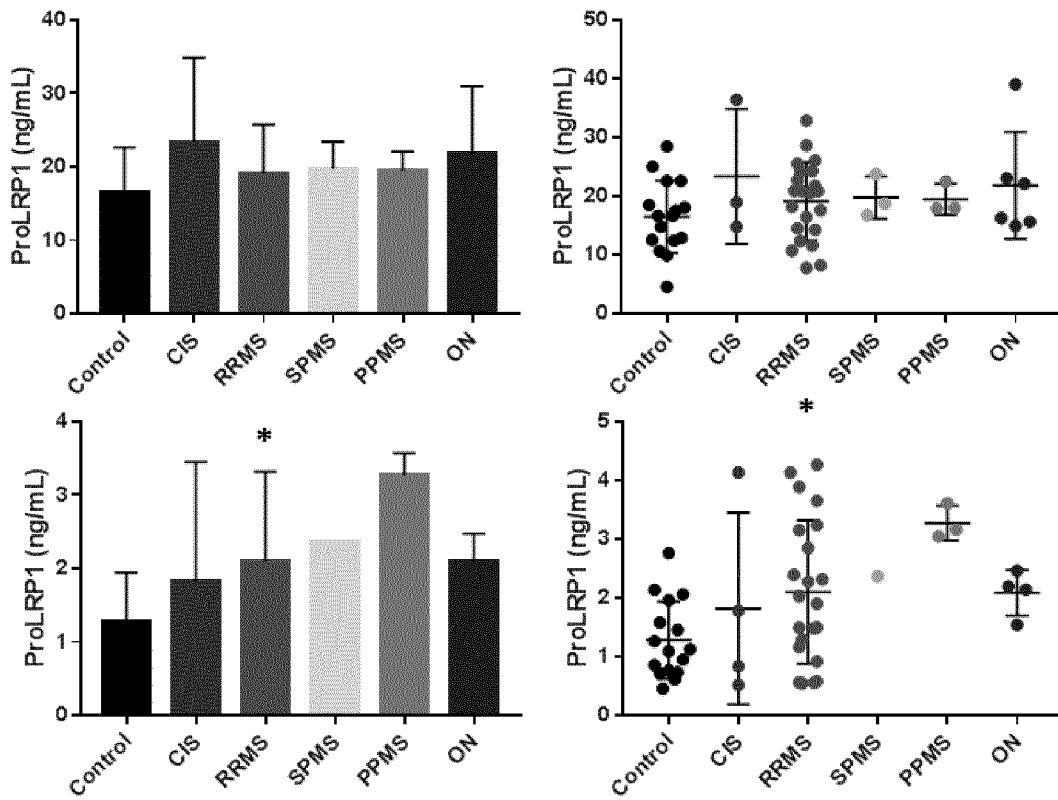 ProLRP1 (ng/mL)
40
30
20
10
0
Control
CIS
RRMS
SPMS
PPMS
ON
ProLRP1 (ng/mL)
50
40
30
20
10
0
Control
CIS
RRMS
SPMS
PPMS
ON
ProLRP1 (ng/mL)
4
3
2
1
0
*
Control
CIS
RRMS
SPMS
PPMS
ON
ProLRP1 (ng/mL)
5
4
3
2
1
0
*
Control
CIS
RRMS
SPMS
PPMS
ON